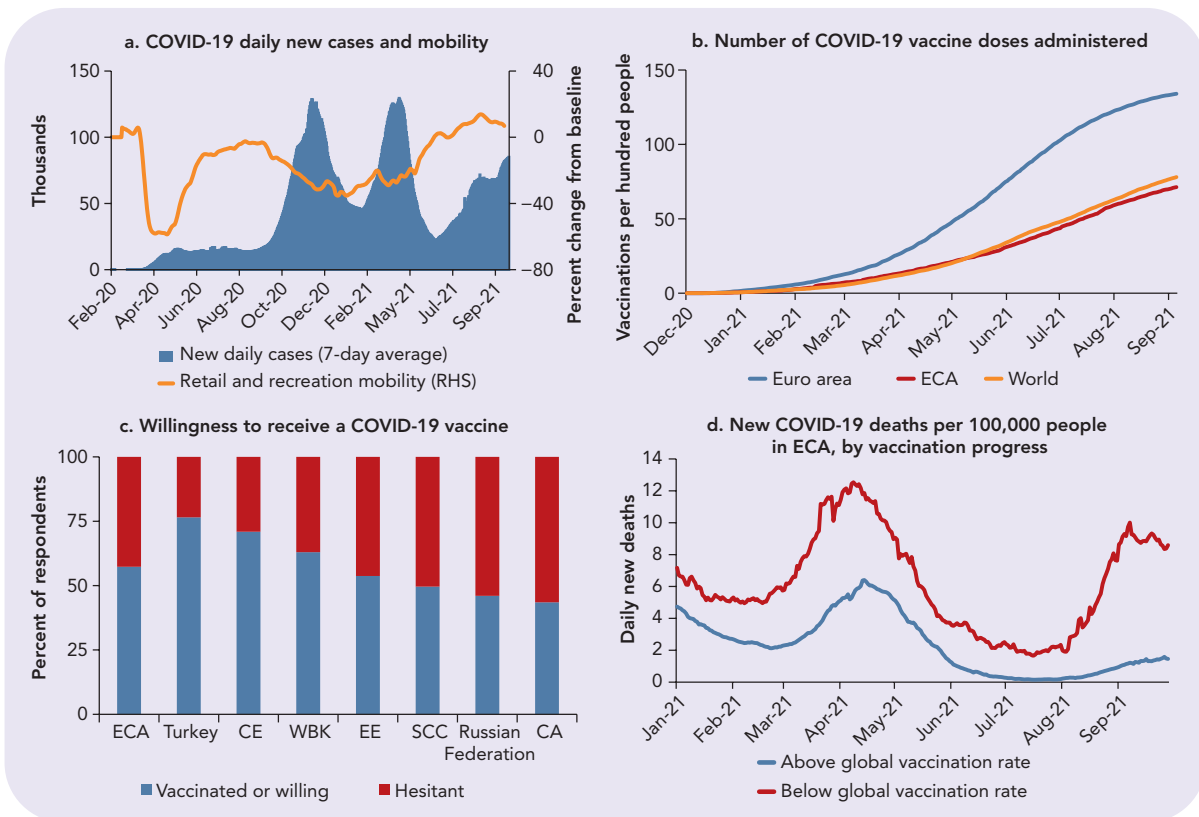 a. COVID-19 daily new cases and mobility
Thousands
150
100
50
0
Percent change from baseline
40
0
−40
−80
Feb-20
Apr-20
Jun-20
Aug-20
Oct-20
Dec-20
Feb-21
May-21
Jul-21
Sep-21
New daily cases (7-day average)
Retail and recreation mobility (RHS)
b. Number of COVID-19 vaccine doses administered
Vaccinations per hundred people
150
100
50
0
Dec-20
Jan-21
Feb-21
Mar-21
Apr-21
May-21
Jun-21
Jul-21
Aug-21
Sep-21
Euro area
ECA
World
c. Willingness to receive a COVID-19 vaccine
Percent of respondents
100
75
50
25
0
ECA
Turkey
CE
WBK
EE
SCC
Russian
Federation
CA
Vaccinated or willing
Hesitant
d. New COVID-19 deaths per 100,000 people
in ECA, by vaccination progress
Daily new deaths
14
12
10
8
6
4
2
0
Jan-21
Feb-21
Mar-21
Apr-21
May-21
Jun-21
Jul-21
Aug-21
Sep-21
Above global vaccination rate
Below global vaccination rate